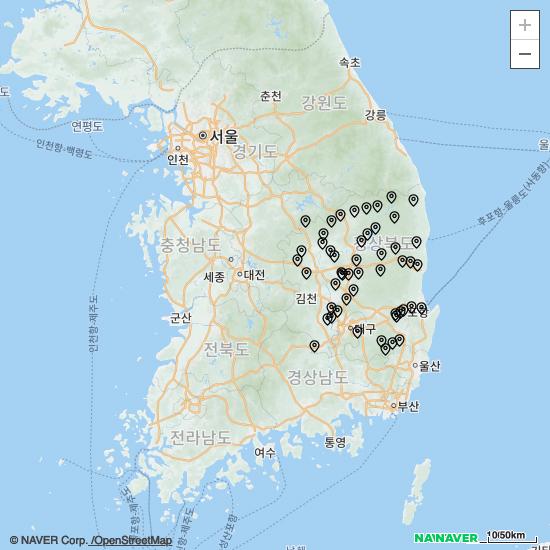 +
−
속초
강원도
춘천
강릉
연평도
서울
인천
경기도
인천항-백령도
후포항-울릉도(사동항)
경상북도
충청남도
세종
대전
김천
인천항-제주도
군산
포항
대구
전북도
경상남도
울산
부산
전라남도
통영
여수
© NAVER Corp. /OpenStreetMap
NAVER
10/50km